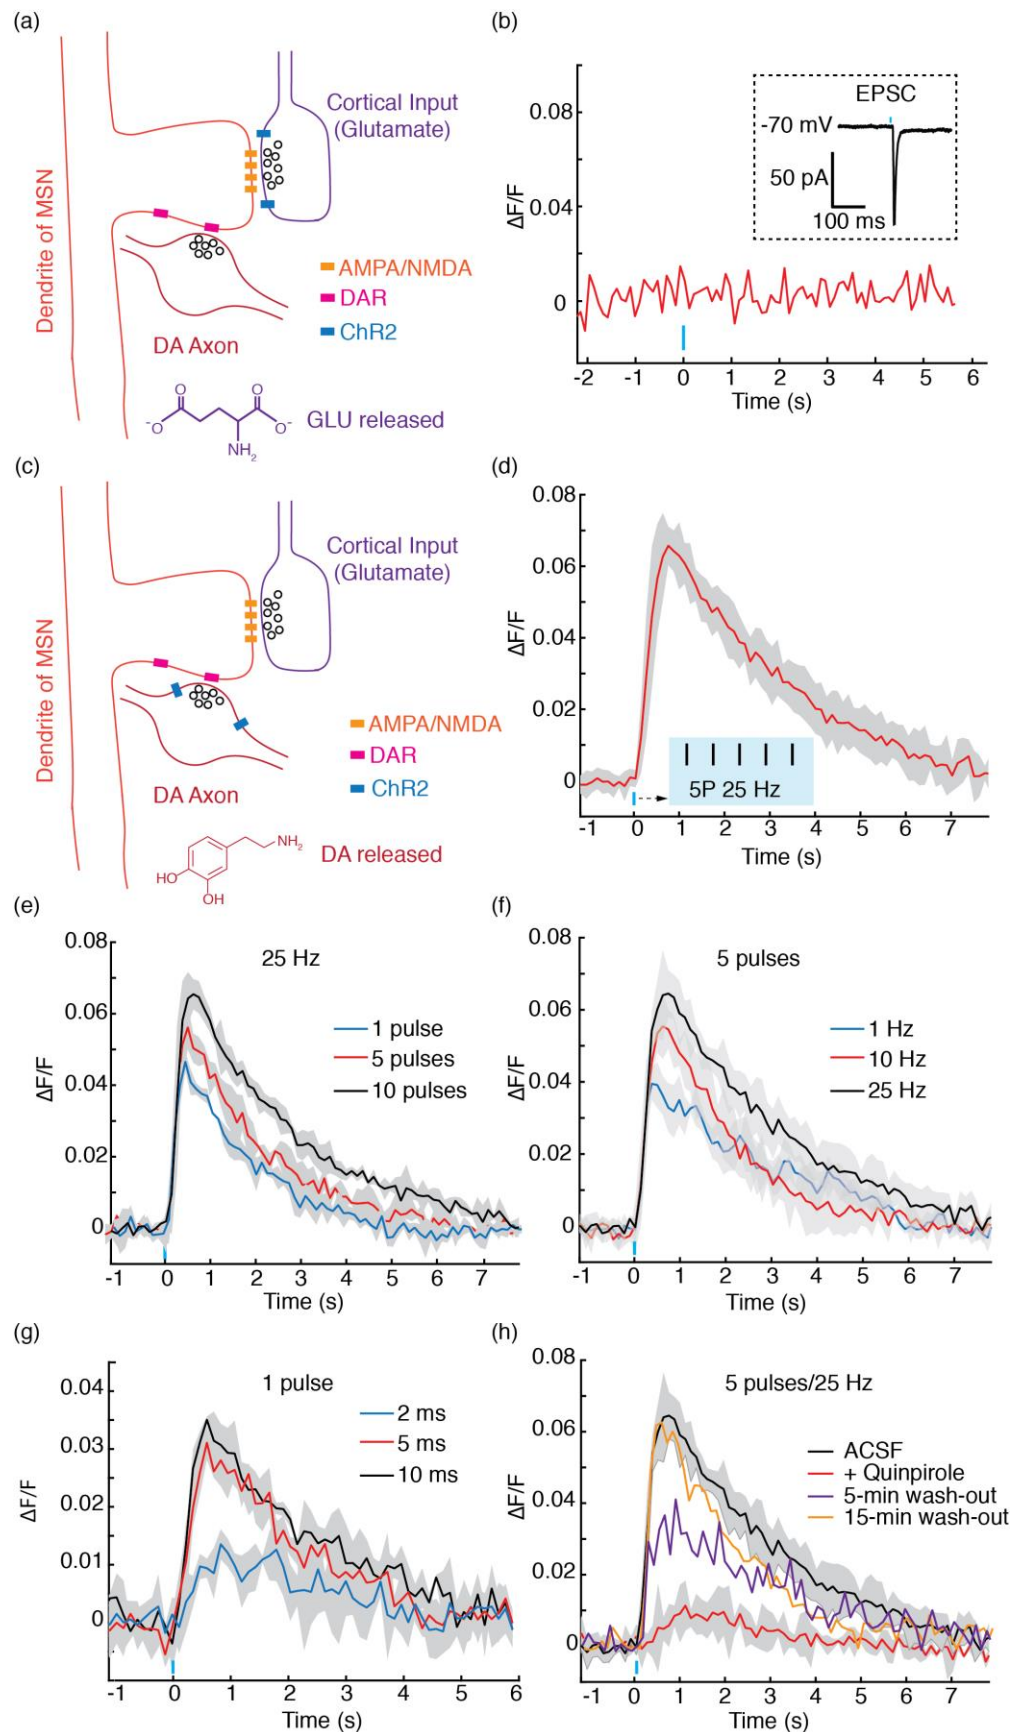 (a)
Cortical Input
(Glutamate)
Dendrite of MSN
AMPA/NMDA
DAR
ChR2
DA Axon
O
O
-O
O-
NH2
GLU released
(b)
EPSC
-70 mV
50 pA
100 ms
0.08
0.04
0
ΔF/F
-2 -1 0 1 2 3 4 5 6
Time (s)
(c)
Cortical Input
(Glutamate)
Dendrite of MSN
AMPA/NMDA
DAR
ChR2
DA Axon
NH2
HO
OH
DA released
(d)
0.08
0.06
0.04
0.02
0
ΔF/F
5P 25 Hz
-1 0 1 2 3 4 5 6 7
Time (s)
(e)
25 Hz
1 pulse
5 pulses
10 pulses
0.08
0.06
0.04
0.02
0
ΔF/F
-1 0 1 2 3 4 5 6 7
Time (s)
(f)
5 pulses
1 Hz
10 Hz
25 Hz
0.08
0.06
0.04
0.02
0
ΔF/F
-1 0 1 2 3 4 5 6 7
Time (s)
(g)
1 pulse
2 ms
5 ms
10 ms
0.04
0.03
0.02
0.01
0
ΔF/F
-1 0 1 2 3 4 5 6
Time (s)
(h)
5 pulses/25 Hz
ACSF
+ Quinpirole
5-min wash-out
15-min wash-out
0.08
0.06
0.04
0.02
0
ΔF/F
-1 0 1 2 3 4 5 6 7
Time (s)